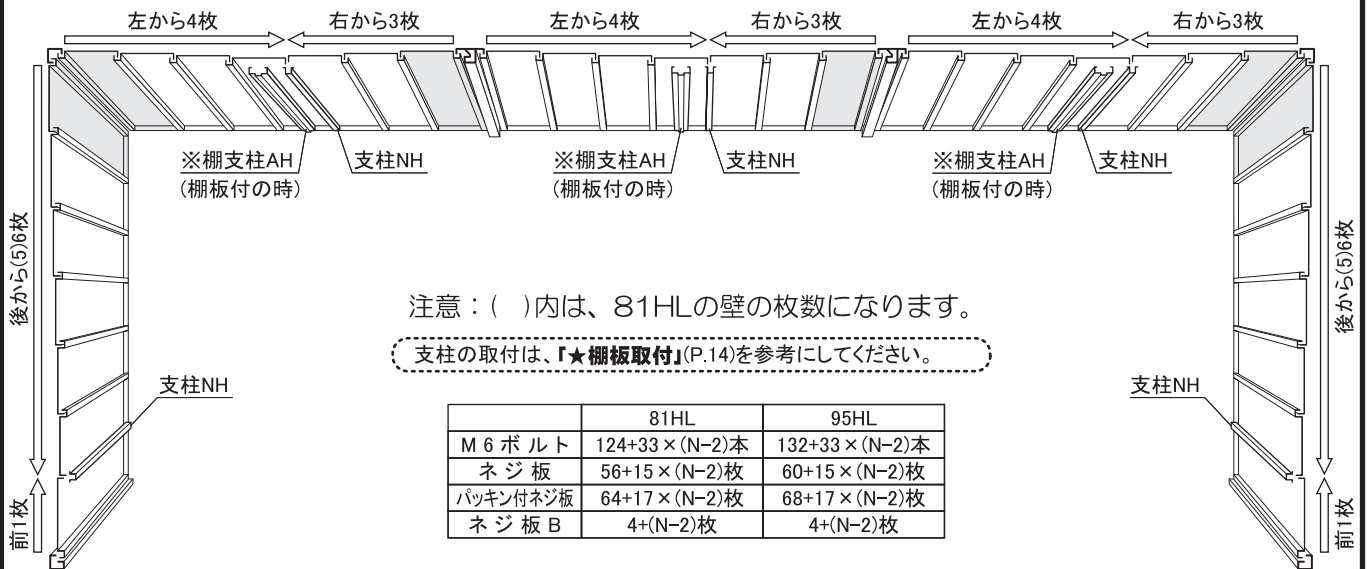 左から4枚 右から3枚 左から4枚 右から3枚 左から4枚 右から3枚
※棚支柱AH 支柱NH ※棚支柱AH 支柱NH ※棚支柱AH 支柱NH
(棚板付の時) (棚板付の時) (棚板付の時)
後から(5)6枚
後から(5)6枚
注意：( )内は、81HLの壁の枚数になります。
支柱の取付は、『★棚板取付』(P.14)を参考にしてください。
支柱NH
支柱NH
81HL 95HL
M6ボルト 124+33×(N-2)本 132+33×(N-2)本
ネジ板 56+15×(N-2)枚 60+15×(N-2)枚
パッキン付ネジ板 64+17×(N-2)枚 68+17×(N-2)枚
ネジ板B 4+(N-2)枚 4+(N-2)枚
前1枚
前1枚